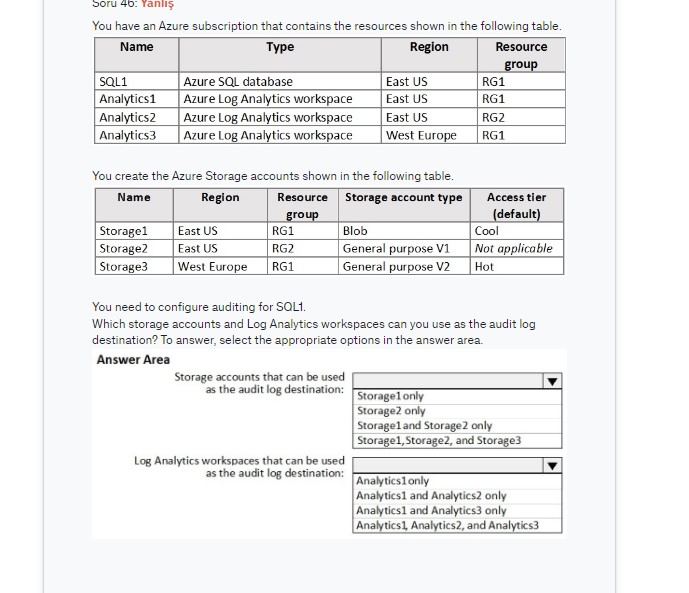 Soru 46: Yanlış
You have an Azure subscription that contains the resources shown in the following table.
Name Type Region Resource group
SQL1 Azure SQL database East US RG1
Analytics1 Azure Log Analytics workspace East US RG1
Analytics2 Azure Log Analytics workspace East US RG2
Analytics3 Azure Log Analytics workspace West Europe RG1
You create the Azure Storage accounts shown in the following table.
Name Region Resource group Storage account type Access tier (default)
Storage1 East US RG1 Blob Cool
Storage2 East US RG2 General purpose V1 Not applicable
Storage3 West Europe RG1 General purpose V2 Hot
You need to configure auditing for SQL1.
Which storage accounts and Log Analytics workspaces can you use as the audit log
destination? To answer, select the appropriate options in the answer area.
Answer Area
Storage accounts that can be used
as the audit log destination:
Storage1 only
Storage2 only
Storage1 and Storage2 only
Storage1, Storage2, and Storage3
Log Analytics workspaces that can be used
as the audit log destination:
Analytics1 only
Analytics1 and Analytics2 only
Analytics1 and Analytics3 only
Analytics1, Analytics2, and Analytics3